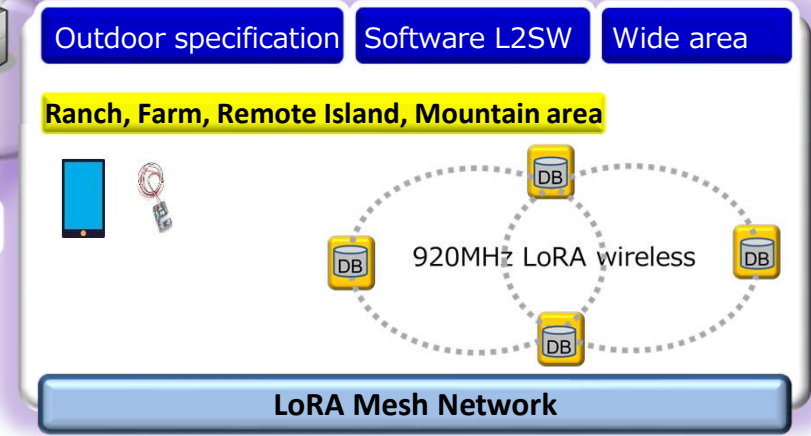 Outdoor specification
Software L2SW
Wide area
Ranch, Farm, Remote Island, Mountain area
DB
DB
920MHz LoRA wireless
DB
DB
LoRA Mesh Network